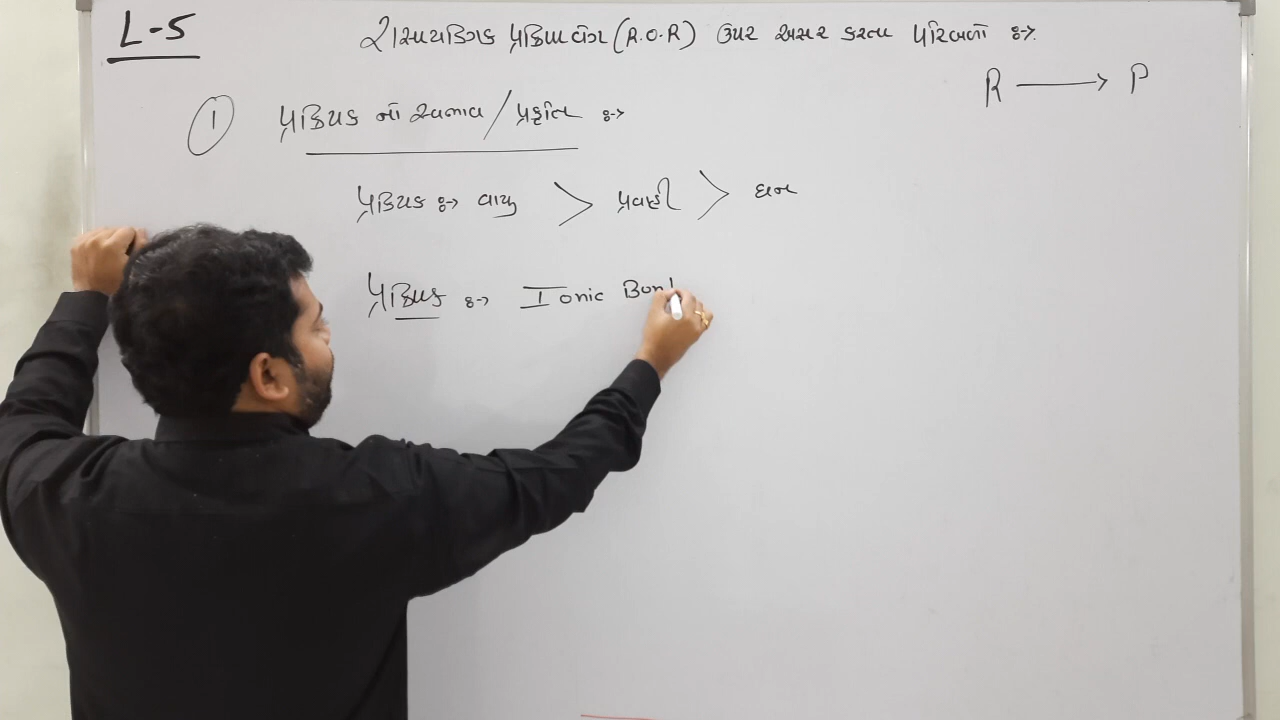 L-5
રાસાયણિક પ્રક્રિયાવેગ (R.O.R) ઉપર અસર કરતા પરિબળો :->
R ⟶ P
① પ્રક્રિયક નો સ્વભાવ / પ્રકૃતિ :->
પ્રક્રિયક :-> વાયુ > પ્રવાહી > ઘન
પ્રક્રિયક :-> Ionic Bon